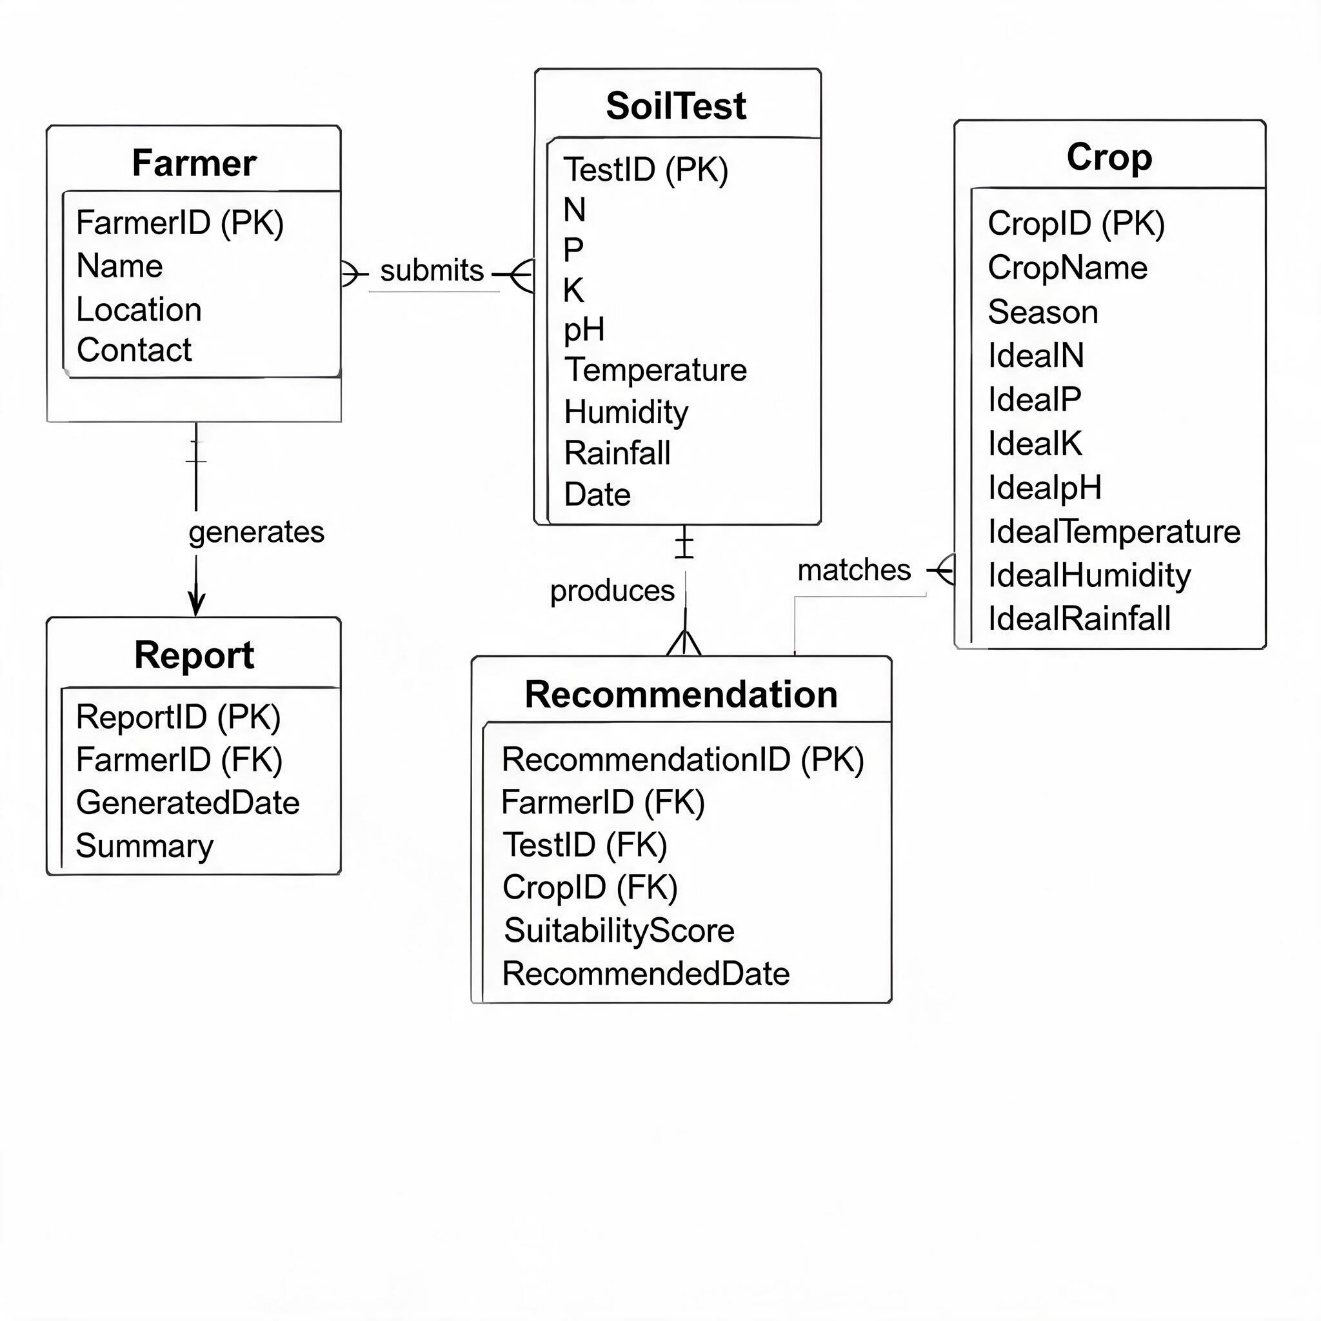 Farmer
FarmerID (PK)
Name
Location
Contact
submits
SoilTest
TestID (PK)
N
P
K
pH
Temperature
Humidity
Rainfall
Date
Crop
CropID (PK)
CropName
Season
IdealN
IdealP
IdealK
IdealpH
IdealTemperature
IdealHumidity
IdealRainfall
generates
produces
matches
Report
ReportID (PK)
FarmerID (FK)
GeneratedDate
Summary
Recommendation
RecommendationID (PK)
FarmerID (FK)
TestID (FK)
CropID (FK)
SuitabilityScore
RecommendedDate